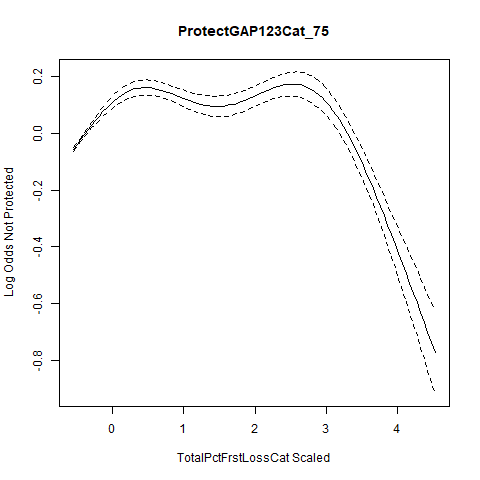 ProtectGAP123Cat_75
Log Odds Not Protected
0.2
0.0
-0.2
-0.4
-0.6
-0.8
0 1 2 3 4
TotalPctFrstLossCat Scaled